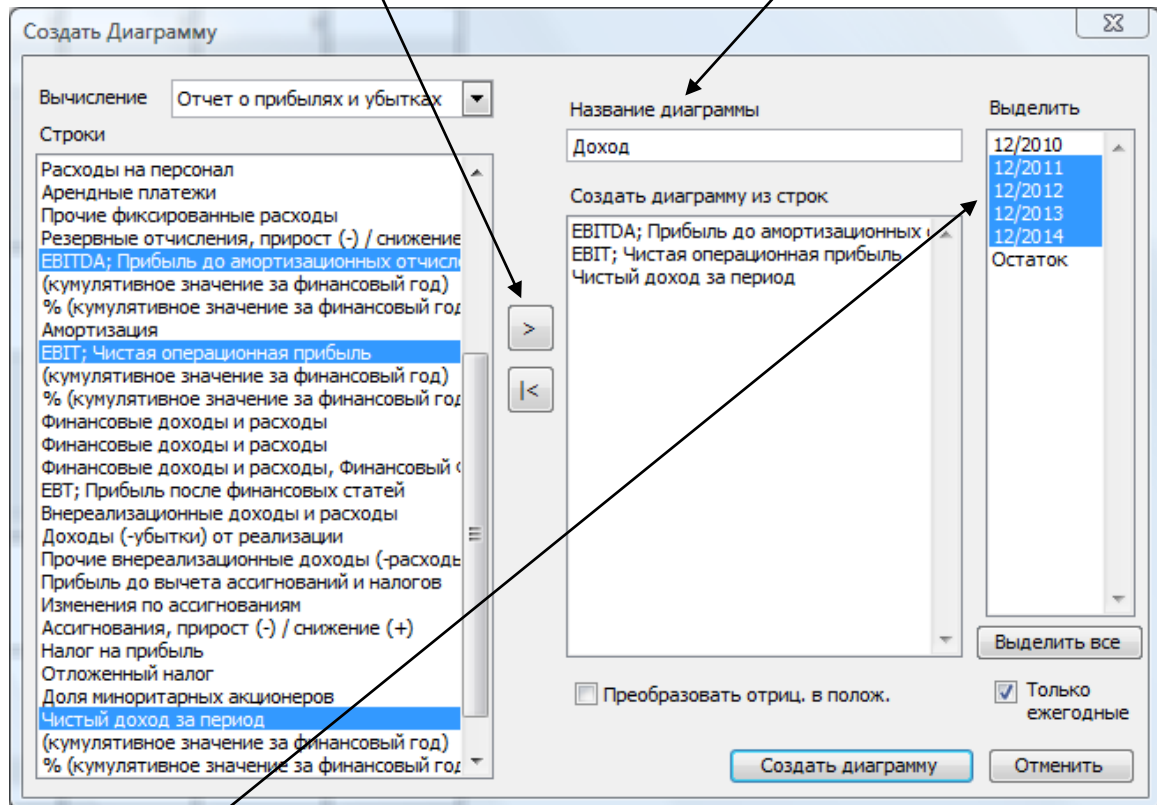 Создать Диаграмму
Вычисление
Отчет о прибылях и убытках
Строки
Расходы на персонал
Арендные платежи
Прочие фиксированные расходы
Резервные отчисления, прирост (-) / снижение
EBITDA; Прибыль до амортизационных отчисл
(кумулятивное значение за финансовый год)
% (кумулятивное значение за финансовый год
Амортизация
EBIT; Чистая операционная прибыль
(кумулятивное значение за финансовый год)
% (кумулятивное значение за финансовый год
Финансовые доходы и расходы
Финансовые доходы и расходы
Финансовые доходы и расходы, Финансовый
EBT; Прибыль после финансовых статей
Внереализационные доходы и расходы
Доходы (-убытки) от реализации
Прочие внереализационные доходы (-расходы
Прибыль до вычета ассигнований и налогов
Изменения по ассигнованиям
Ассигнования, прирост (-) / снижение (+)
Налог на прибыль
Отложенный налог
Доля миноритарных акционеров
Чистый доход за период
(кумулятивное значение за финансовый год)
% (кумулятивное значение за финансовый год
>
|<
Название диаграммы
Доход
Создать диаграмму из строк
EBITDA; Прибыль до амортизационных
EBIT; Чистая операционная прибыль
Чистый доход за период
Преобразовать отриц. в полож.
Выделить
12/2010
12/2011
12/2012
12/2013
12/2014
Остаток
Выделить все
Только
ежегодные
Создать диаграмму
Отменить